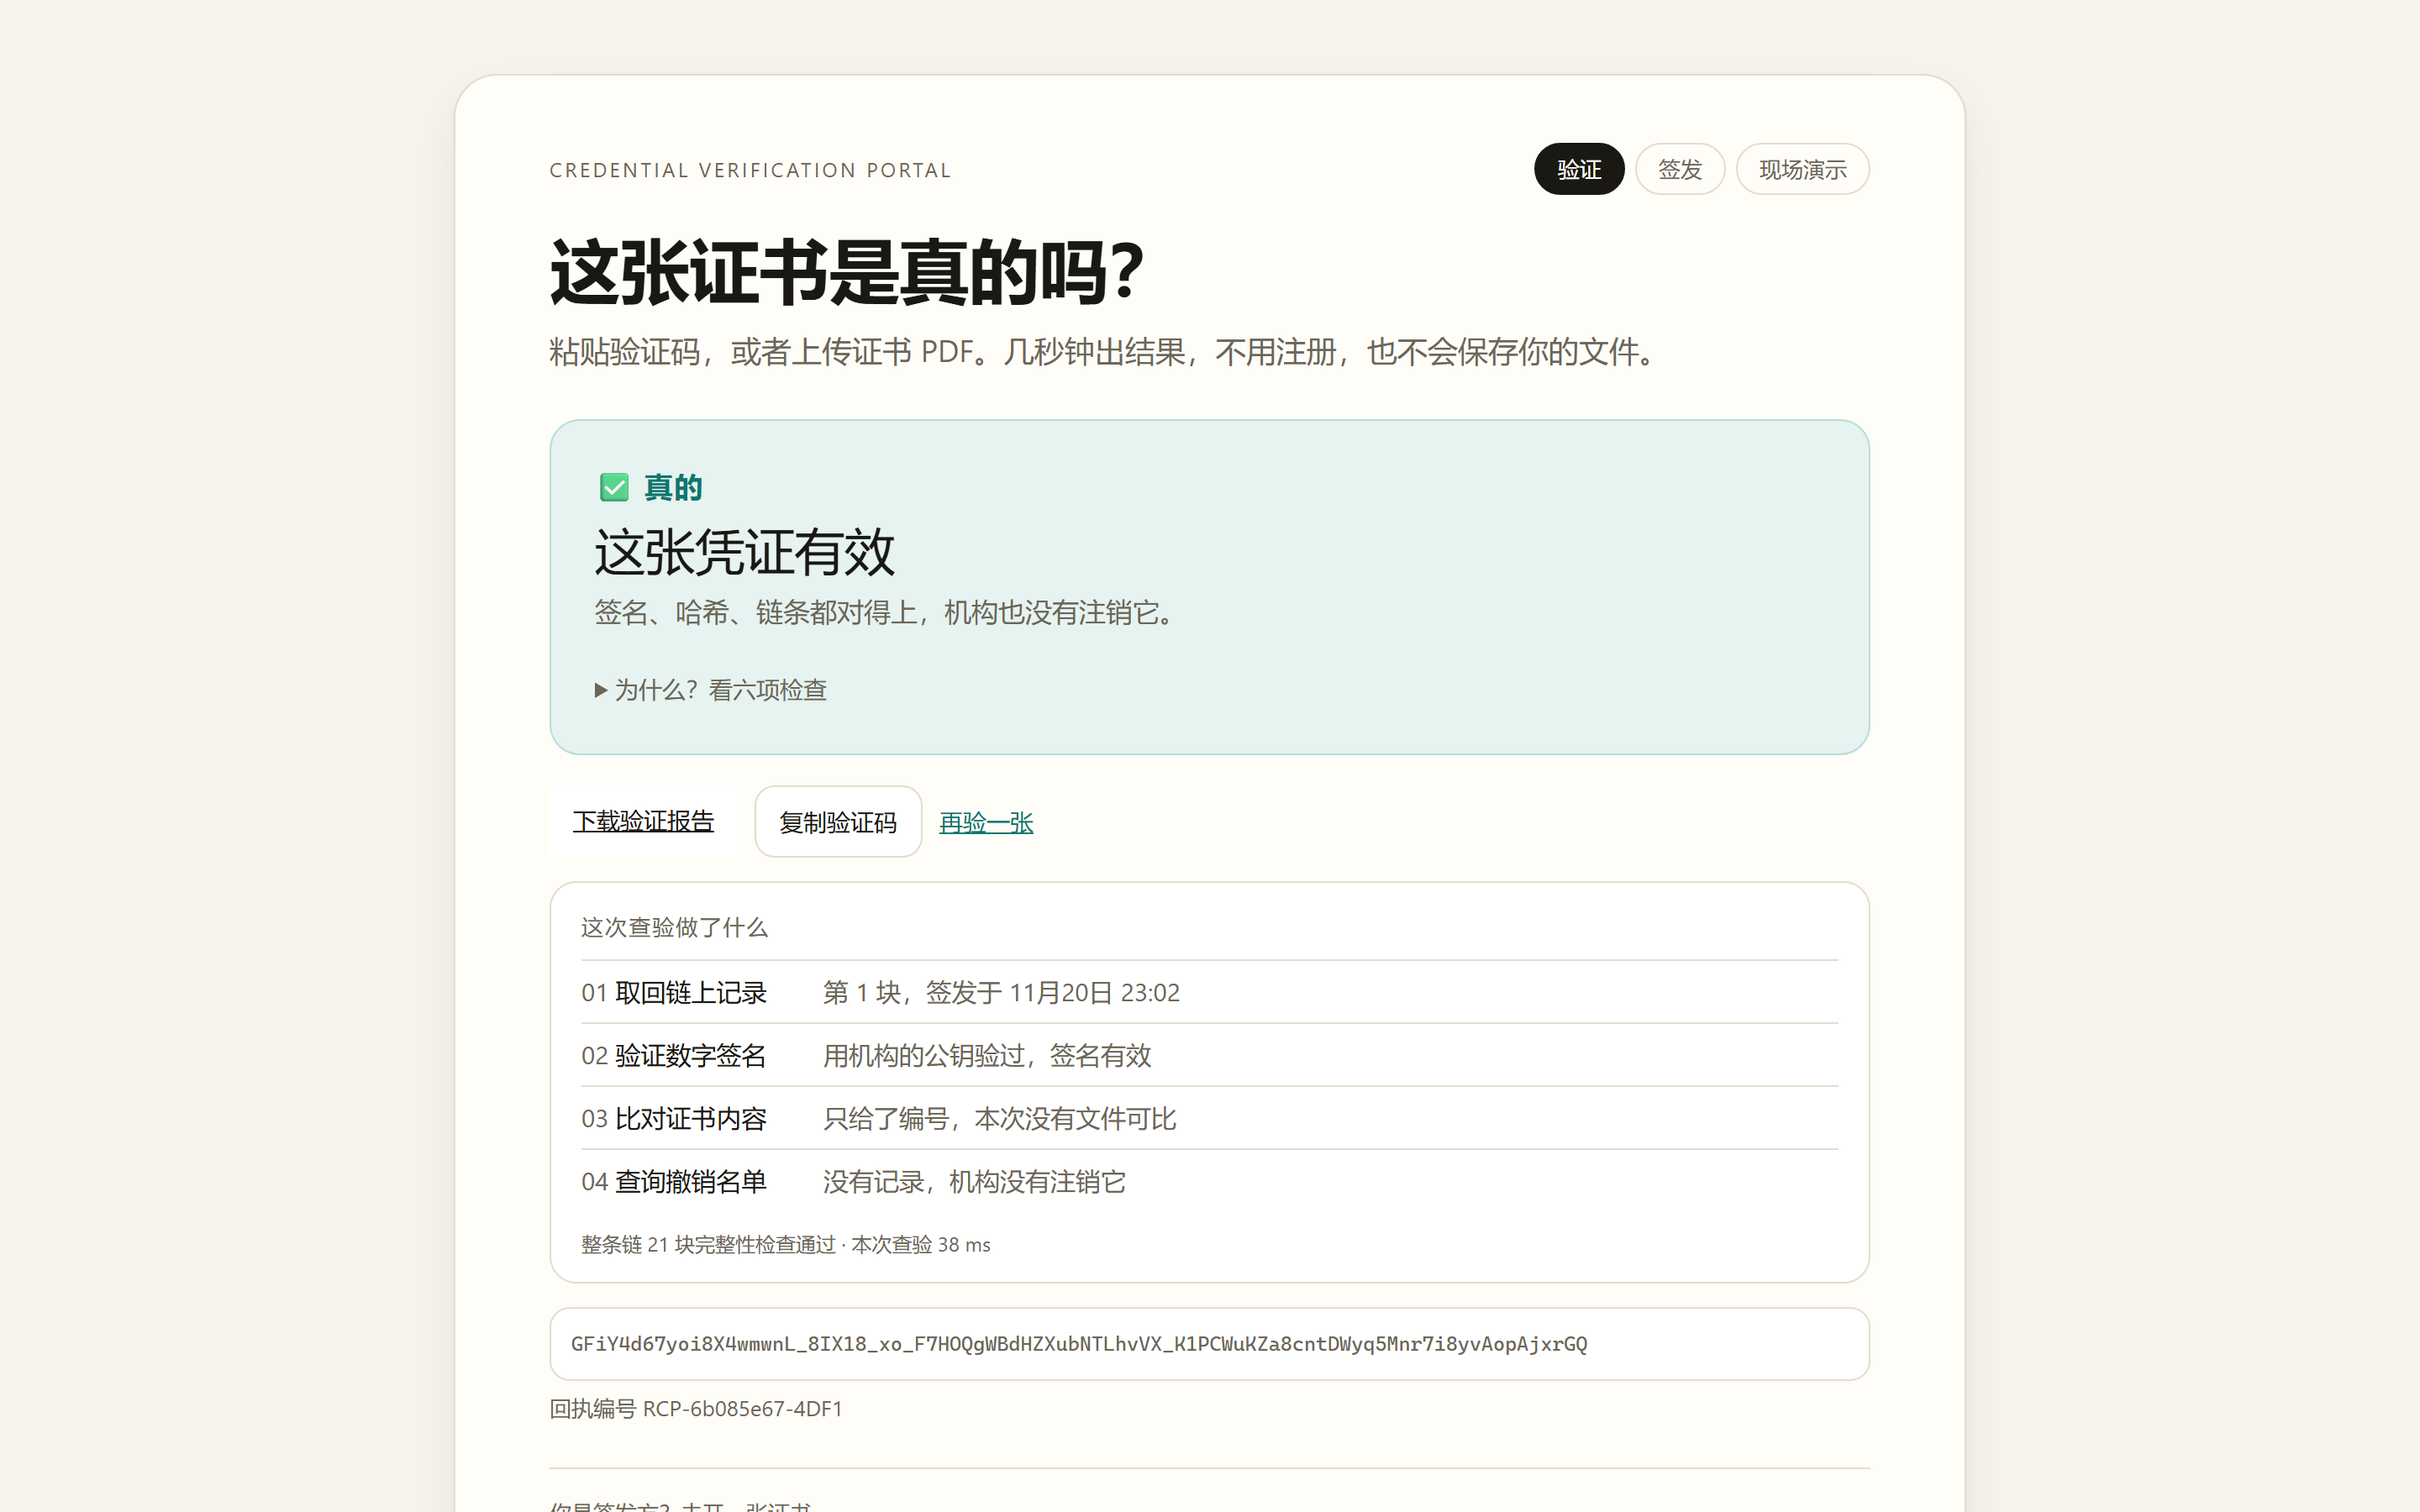 CREDENTIAL VERIFICATION PORTAL
验证 签发 现场演示
这张证书是真的吗?
粘贴验证码，或者上传证书 PDF。几秒钟出结果，不用注册，也不会保存你的文件。
✅ 真的
这张凭证有效
签名、哈希、链条都对得上，机构也没有注销它。
▶ 为什么？看六项检查
下载验证报告 复制验证码 再验一张
这次查验做了什么
01 取回链上记录 第 1 块，签发于 11月20日 23:02
02 验证数字签名 用机构的公钥验过，签名有效
03 比对证书内容 只给了编号，本次没有文件可比
04 查询撤销名单 没有记录，机构没有注销它
整条链 21 块完整性检查通过 · 本次查验 38 ms
GFiY4d67yoi8X4wmwnL_8IX18_xo_F7HOQgWBdHZXubNTLhvVX_K1PCWuKZa8cntDWyq5Mnr7i8yvAopAjxrGQ
回执编号 RCP-6b085e67-4DF1
你是签发方？去开一张证书